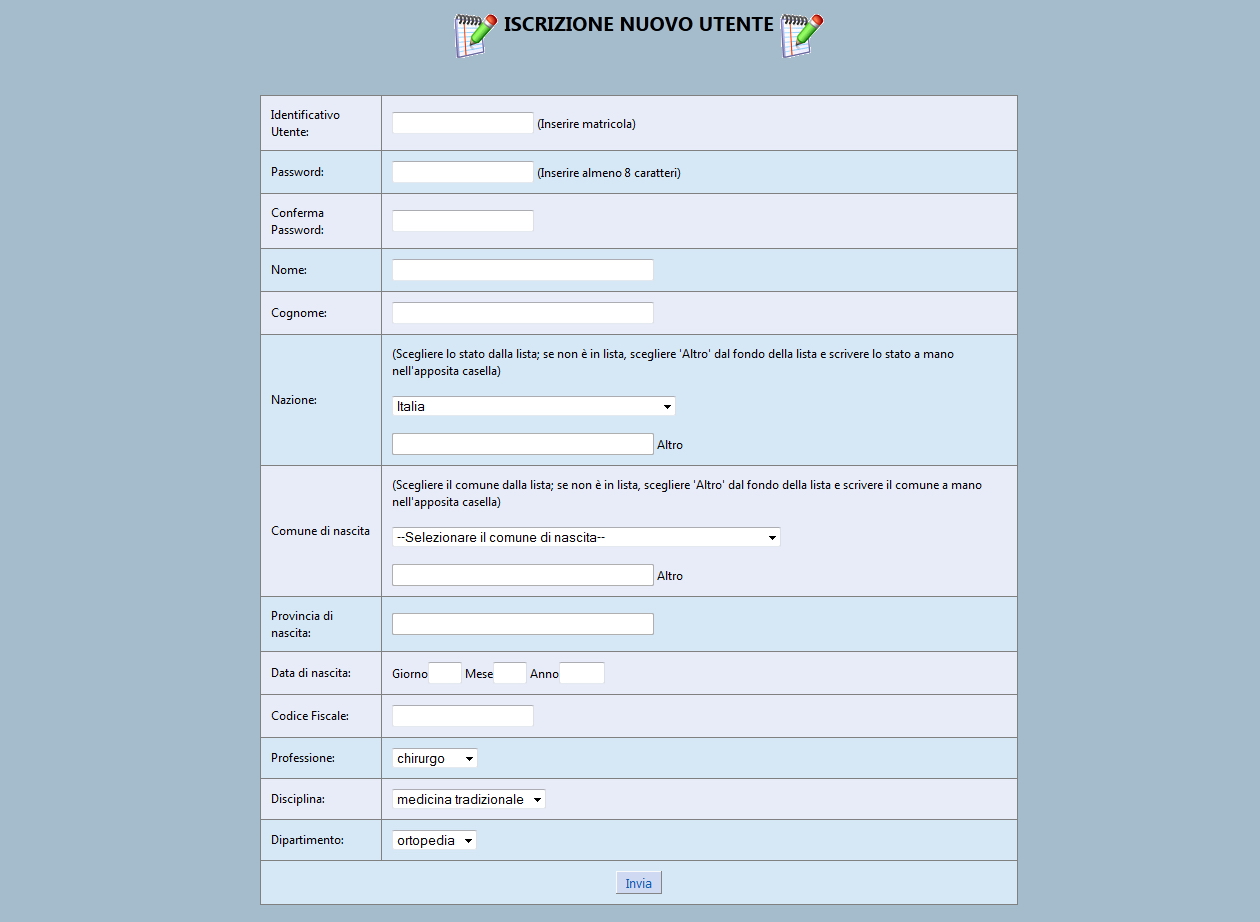 ISCRIZIONE NUOVO UTENTE
Identificativo
Utente:
(Inserire matricola)
Password:
(Inserire almeno 8 caratteri)
Conferma
Password:
Nome:
Cognome:
Nazione:
(Scegliere lo stato dalla lista; se non è in lista, scegliere 'Altro' dal fondo della lista e scrivere lo stato a mano
nell'apposita casella)
Italia
Altro
Comune di nascita
(Scegliere il comune dalla lista; se non è in lista, scegliere 'Altro' dal fondo della lista e scrivere il comune a mano
nell'apposita casella)
--Selezionare il comune di nascita--
Altro
Provincia di
nascita:
Data di nascita:
Giorno Mese Anno
Codice Fiscale:
Professione:
chirurgo
Disciplina:
medicina tradizionale
Dipartimento:
ortopedia
Invia